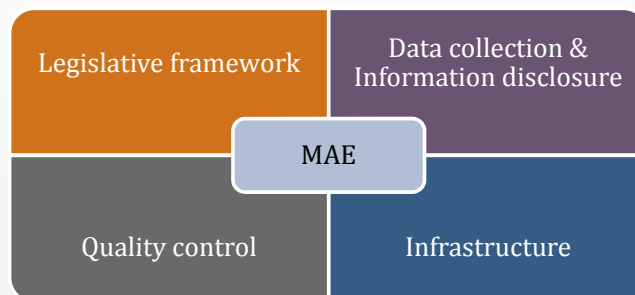 Legislative framework
Data collection &
Information disclosure
MAE
Quality control
Infrastructure